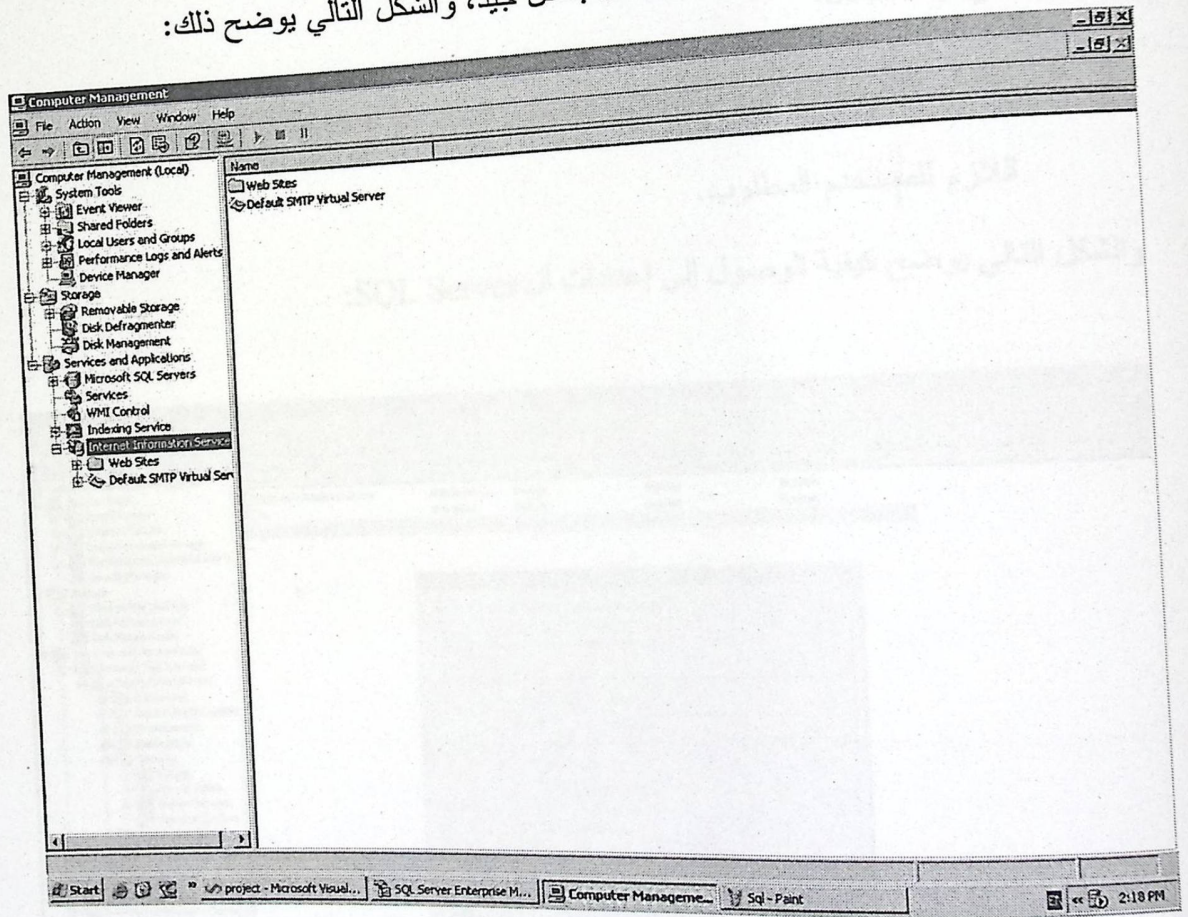 جيد، والشكل التالي يوضح ذلك:
Computer Management
File Action View Window Help
Computer Management (Local)
System Tools
Event Viewer
Shared Folders
Local Users and Groups
Performance Logs and Alerts
Device Manager
Storage
Removable Storage
Disk Defragmenter
Disk Management
Services and Applications
Microsoft SQL Servers
Services
WMI Control
Indexing Service
Internet Information Service
Web Sites
Default SMTP Virtual Ser
Name
Web Sites
Default SMTP Virtual Server
Start
project - Microsoft Visual...
SQL Server Enterprise M...
Computer Manageme...
Sql - Paint
2:18 PM